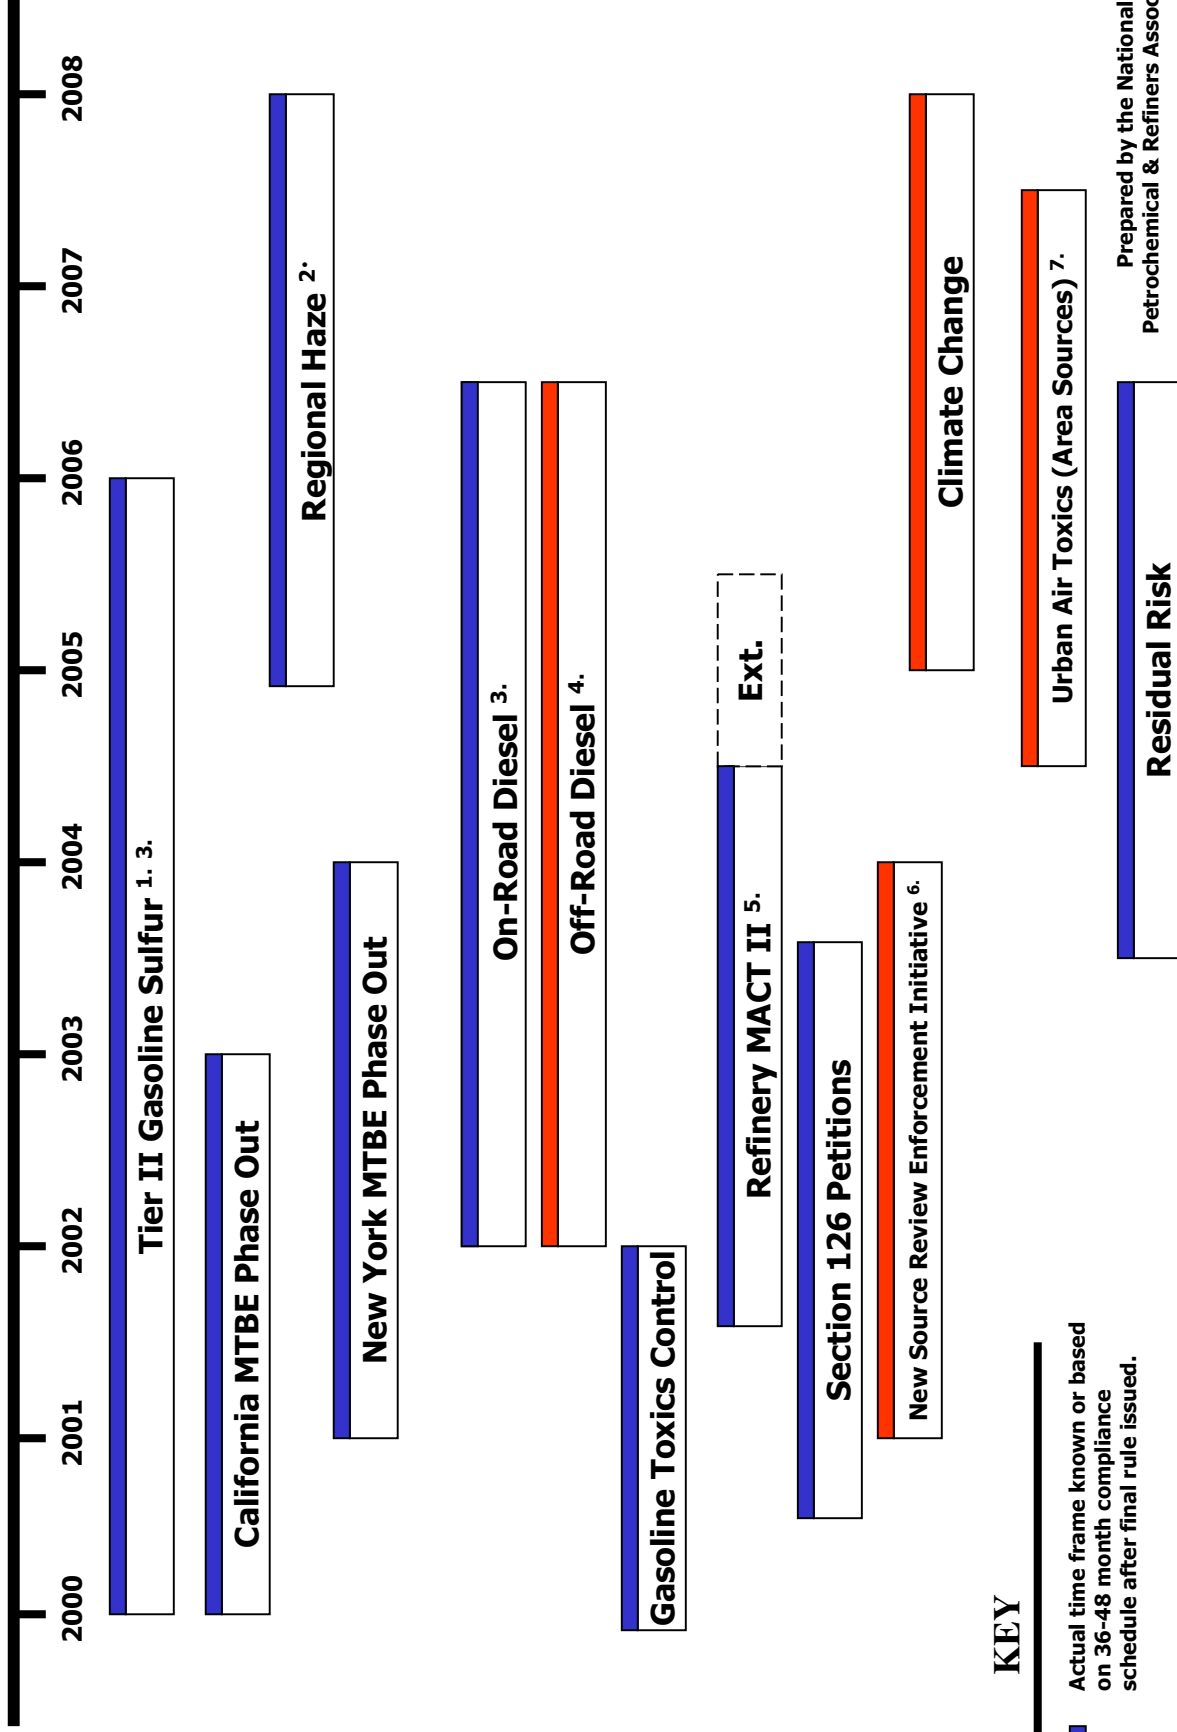 2000 2001 2002 2003 2004 2005 2006 2007 2008
Tier II Gasoline Sulfur 1. 3.
California MTBE Phase Out
Regional Haze 2.
New York MTBE Phase Out
On-Road Diesel 3.
Off-Road Diesel 4.
Gasoline Toxics Control
Refinery MACT II 5.
Ext.
Section 126 Petitions
New Source Review Enforcement Initiative 6.
Climate Change
Urban Air Toxics (Area Sources) 7.
Residual Risk
KEY
Actual time frame known or based
on 36-48 month compliance
schedule after final rule issued.
Prepared by the National
Petrochemical & Refiners Assoc